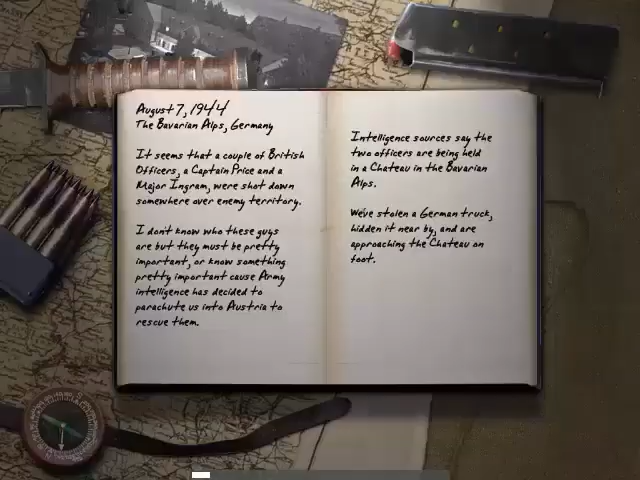 August 7, 1944
The Bavarian Alps, Germany
It seems that a couple of British
Officers, a Captain Price and a
Major Ingram, were shot down
somewhere over enemy territory.
I don't know who these guys
are but they must be pretty
important, or know something
pretty important cause Army
intelligence has decided to
parachute us into Austria to
rescue them.
Intelligence sources say the
two officers are being held
in a Chateau in the Bavarian
Alps.
We've stolen a German truck,
hidden it near by, and are
approaching the Chateau on
foot.